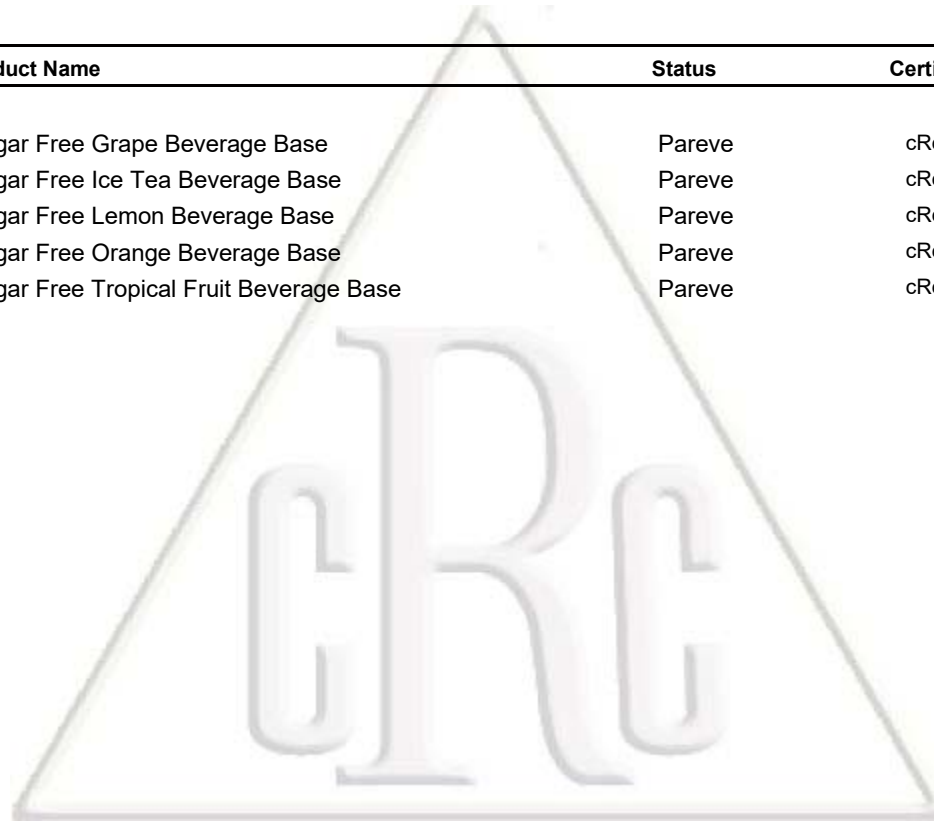 duct Name Status Certi
gar Free Grape Beverage Base Pareve cR
gar Free Ice Tea Beverage Base Pareve cR
gar Free Lemon Beverage Base Pareve cR
gar Free Orange Beverage Base Pareve cR
gar Free Tropical Fruit Beverage Base Pareve cR
cRc